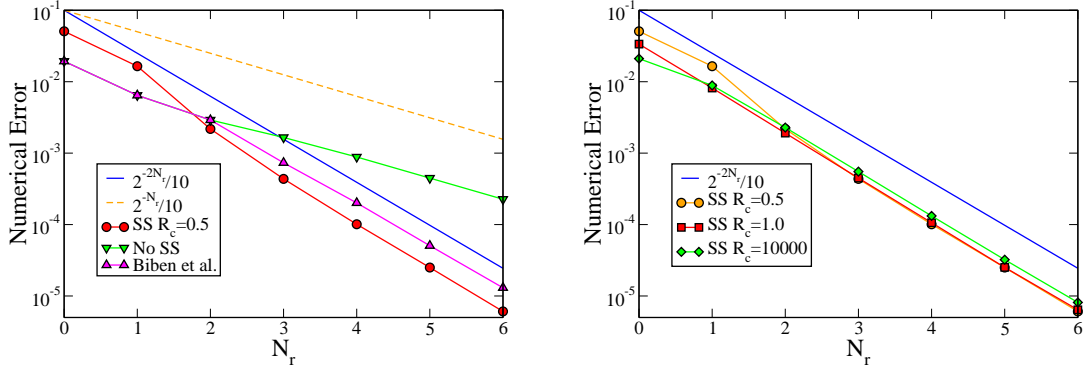 10^-1
10^-2
10^-3
10^-4
10^-5
Numerical Error
2^-2N_r/10
2^-N_r/10
SS R_c=0.5
No SS
Biben et al.
0 1 2 3 4 5 6
N_r
10^-1
10^-2
10^-3
10^-4
10^-5
Numerical Error
2^-2N_r/10
SS R_c=0.5
SS R_c=1.0
SS R_c=10000
0 1 2 3 4 5 6
N_r